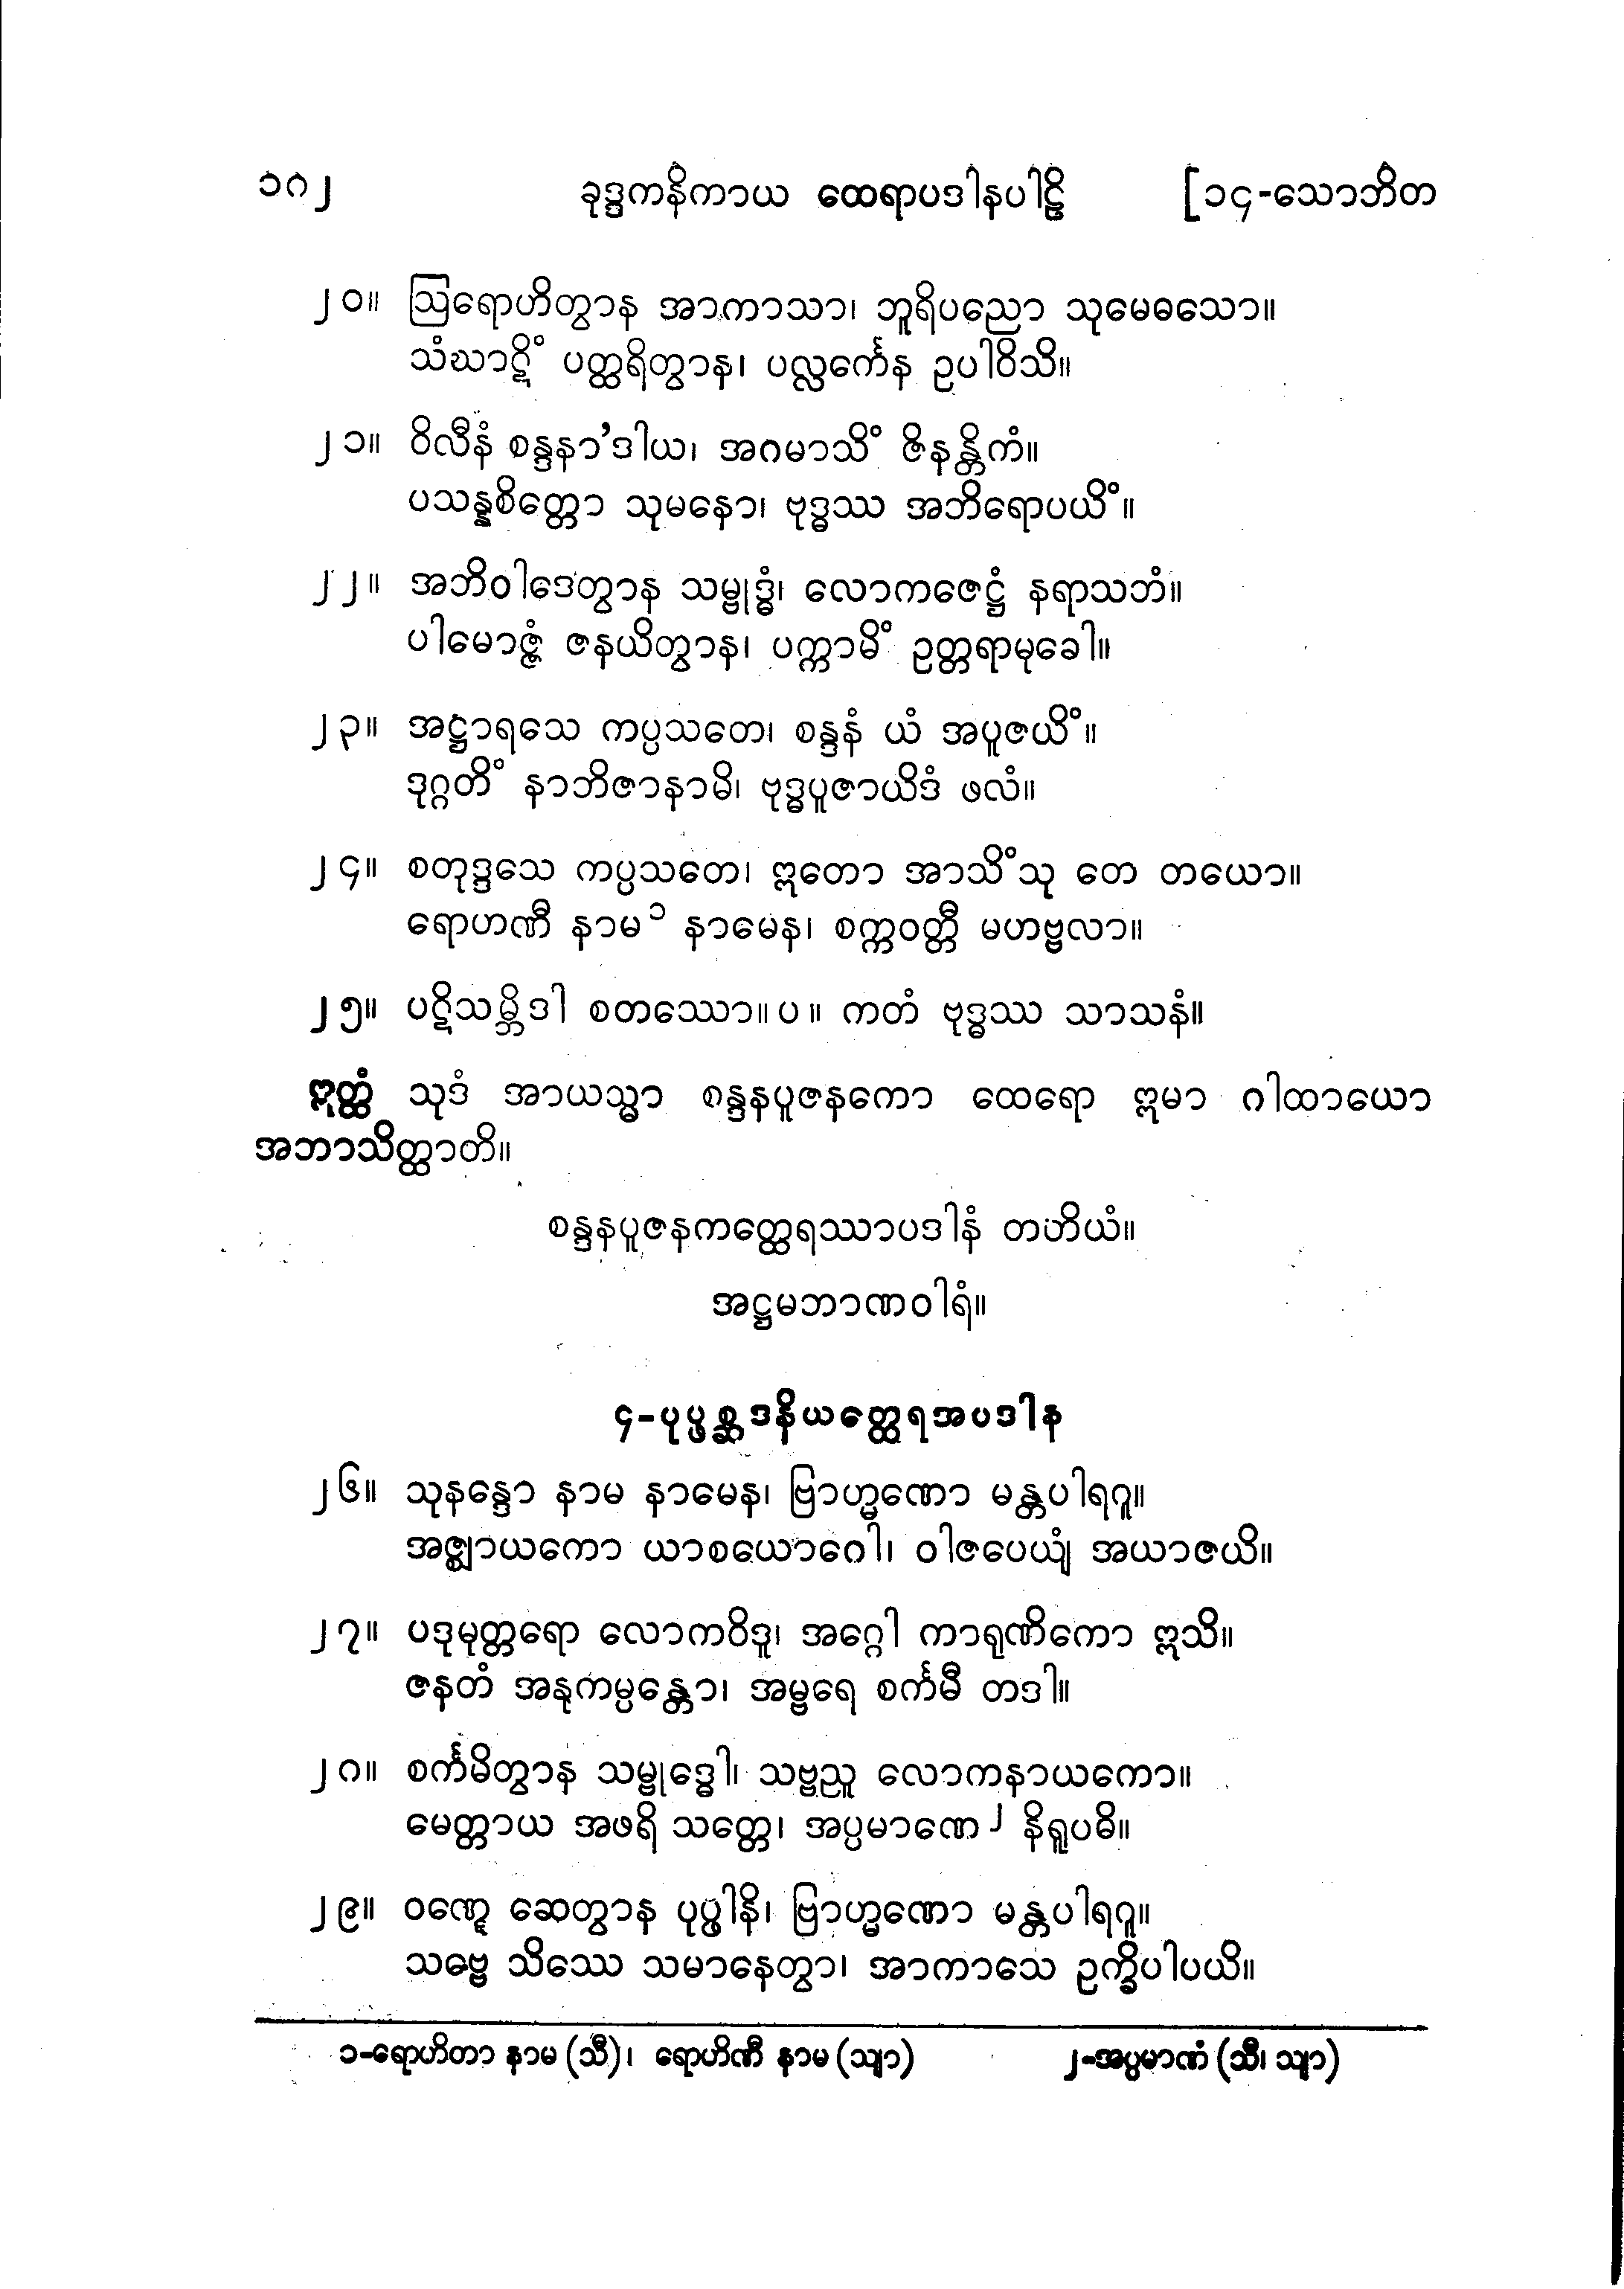 ၁၈၂ ခုဒ္ဒကနိကာယ ထေရာပဒါနပါဠိ [၁၄-သောဘိတ
၂၀။ ဩရောဟိတွာန အာကာသာ၊ ဘူရိပညော သုမေဓသော။
သံဃာဋိံ ပတ္ထရိတွာန၊ ပလ္လင်္ကေန ဥပါဝိသိ။
၂၁။ ဝိလီနံ စန္ဒနာ’ဒါယ၊ အဂမာသိံ ဇိနန္တိကံ။
ပသန္နစိတ္တော သုမနော၊ ဗုဒ္ဓဿ အဘိရောပယိံ။
၂၂။ အဘိဝါဒေတွာန သမ္ဗုဒ္ဓံ၊ လောကဇေဋ္ဌံ နရာသဘံ။
ပါမောဇ္ဇံ ဇနယိတွာန၊ ပက္ကာမိံ ဥတ္တရာမုခေါ။
၂၃။ အဋ္ဌာရသေ ကပ္ပသတေ၊ စန္ဒနံ ယံ အပူဇယိံ။
ဒုဂ္ဂတိံ နာဘိဇာနာမိ၊ ဗုဒ္ဓပူဇာယိဒံ ဖလံ။
၂၄။ စတုဒ္ဒသေ ကပ္ပသတေ၊ ဣတော အာသိံသု တေ တယော။
ရောဟဏီ နာမ ၁ နာမေန၊ စက္ကဝတ္တီ မဟဗ္ဗလာ။
၂၅။ ပဋိသမ္ဘိဒါ စတဿော။ပ။ ကတံ ဗုဒ္ဓဿ သာသနံ။
ဣတ္ထံ သုဒံ အာယသ္မာ စန္ဒနပူဇနကော ထေရော ဣမာ ဂါထာယော
အဘာသိတ္ထာတိ။
စန္ဒနပူဇနကတ္ထေရဿာပဒါနံ တတိယံ။
အဋ္ဌမဘာဏဝါရံ။
၄-ပုပ္ဖစ္ဆဒနိယတ္ထေရအပဒါန
၂၆။ သုနန္ဒော နာမ နာမေန၊ ဗြာဟ္မဏော မန္တပါရဂူ။
အဇ္ဈာယကော ယာစယောဂေါ၊ ဝါဇပေယျံ အယာဇယိ။
၂၇။ ပဒုမုတ္တရော လောကဝိဒူ၊ အဂ္ဂေါ ကာရုဏိကော ဣသိ။
ဇနတံ အနုကမ္ပန္တော၊ အမ္ဗရေ စင်္ကမီ တဒါ။
၂၈။ စင်္ကမိတွာန သမ္ဗုဒ္ဓေါ၊ သဗ္ဗညူ လောကနာယကော။
မေတ္တာယ အဖရိ သတ္တေ၊ အပ္ပမာဏေ ၂ နိရူပဓိ။
၂၉။ ဝဏ္ဋေ ဆေတွာန ပုပ္ဖါနိ၊ ဗြာဟ္မဏော မန္တပါရဂူ။
သဗ္ဗေ သိဿေ သမာနေတွာ၊ အာကာသေ ဥက္ခိပါပယိ။
၁-ရောဟိတာ နာမ (သီ)၊ ရောဟိဏီ နာမ (သျာ) ၂-အပ္ပမာဏံ (သီ၊ သျာ)